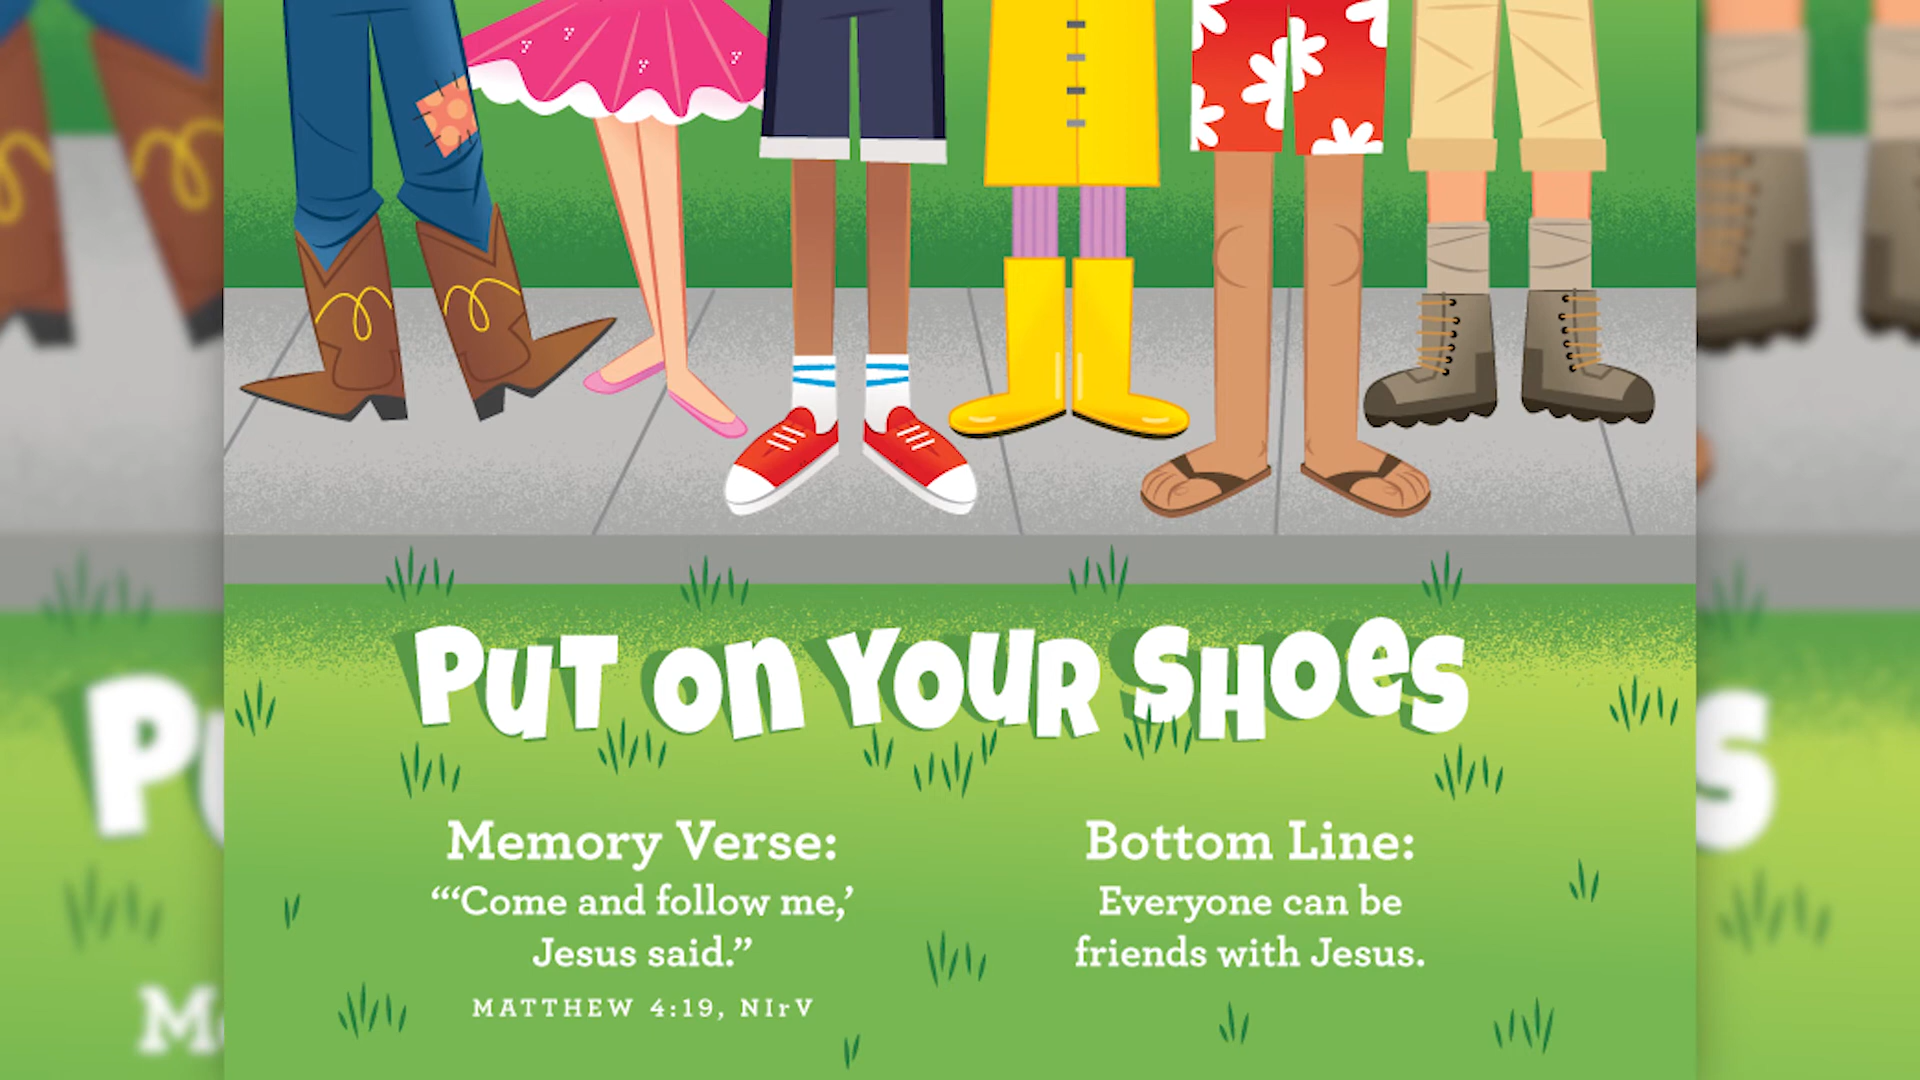 PUT ON YOUR SHOES
Memory Verse:
“‘Come and follow me,’
Jesus said.”
MATTHEW 4:19, NIrV
Bottom Line:
Everyone can be
friends with Jesus.